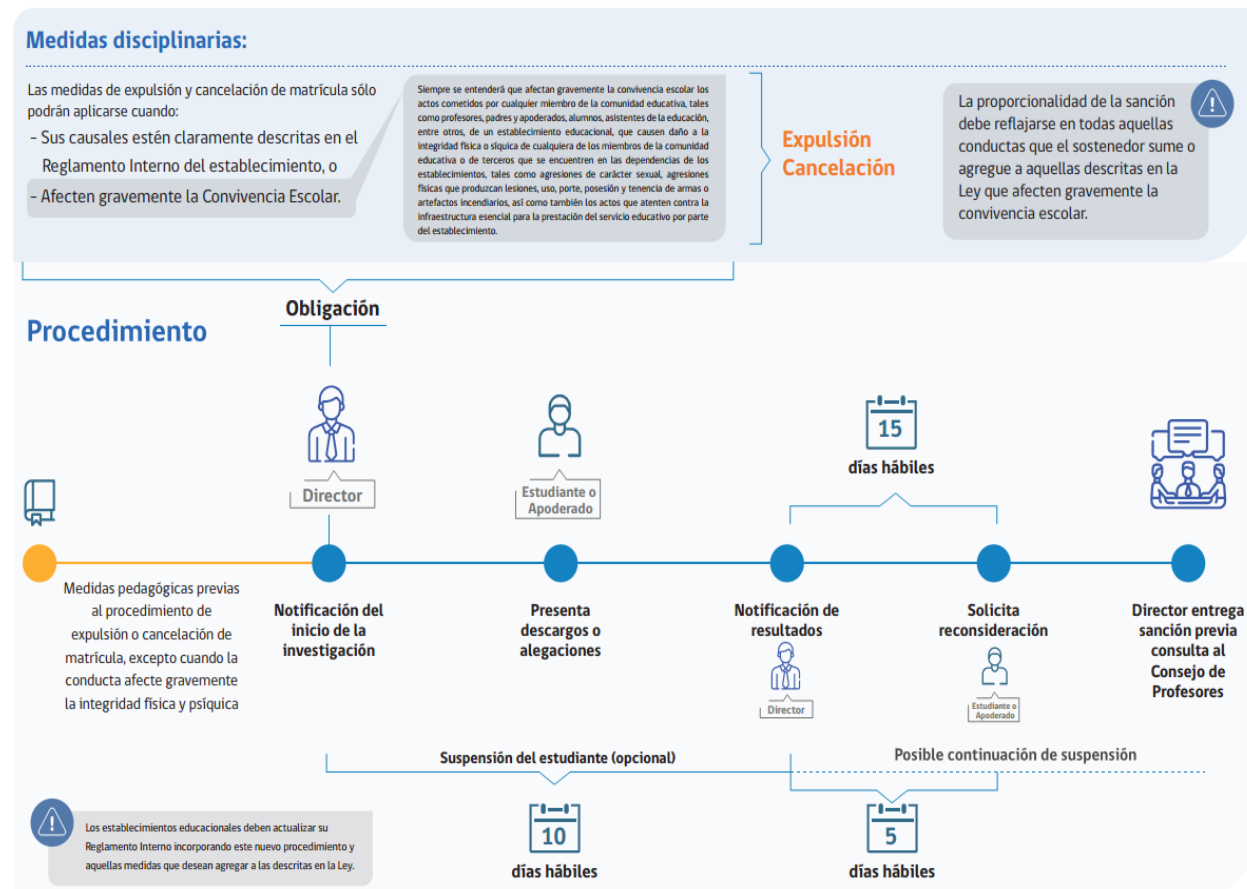 Medidas disciplinarias:
Las medidas de expulsión y cancelación de matrícula sólo
podrán aplicarse cuando:
- Sus causales estén claramente descritas en el
Reglamento Interno del establecimiento, o
- Afecten gravemente la Convivencia Escolar.
Siempre se entenderá que afectan gravemente la convivencia escolar los
actos cometidos por cualquier miembro de la comunidad educativa, tales
como profesores, padres y apoderados, alumnos, asistentes de la educación,
entre otros, de un establecimiento educacional, que causen daño a la
integridad física o síquica de cualquiera de los miembros de la comunidad
educativa o de terceros que se encuentren en las dependencias de los
establecimientos, tales como agresiones de carácter sexual, agresiones
físicas que produzcan lesiones, uso, porte, posesión y tenencia de armas o
artefactos incendiarios, así como también los actos que atenten contra la
infraestructura esencial para la prestación del servicio educativo por parte
del establecimiento.
Expulsión
Cancelación
La proporcionalidad de la sanción
debe reflajarse en todas aquellas
conductas que el sostenedor sume o
agregue a aquellas descritas en la
Ley que afecten gravemente la
convivencia escolar.
Obligación
Procedimiento
Director
Estudiante o
Apoderado
15
días hábiles
Medidas pedagógicas previas
al procedimiento de
expulsión o cancelación de
matrícula, excepto cuando la
conducta afecte gravemente
la integridad física y psíquica
Notificación del
inicio de la
investigación
Presenta
descargos o
alegaciones
Notificación de
resultados
Director
Solicita
reconsideración
Estudiante o
Apoderado
Director entrega
sanción previa
consulta al
Consejo de
Profesores
Suspensión del estudiante (opcional)
Posible continuación de suspensión
10
días hábiles
5
días hábiles
Los establecimientos educacionales deben actualizar su
Reglamento Interno incorporando este nuevo procedimiento y
aquellas medidas que desean agregar a las descritas en la Ley.